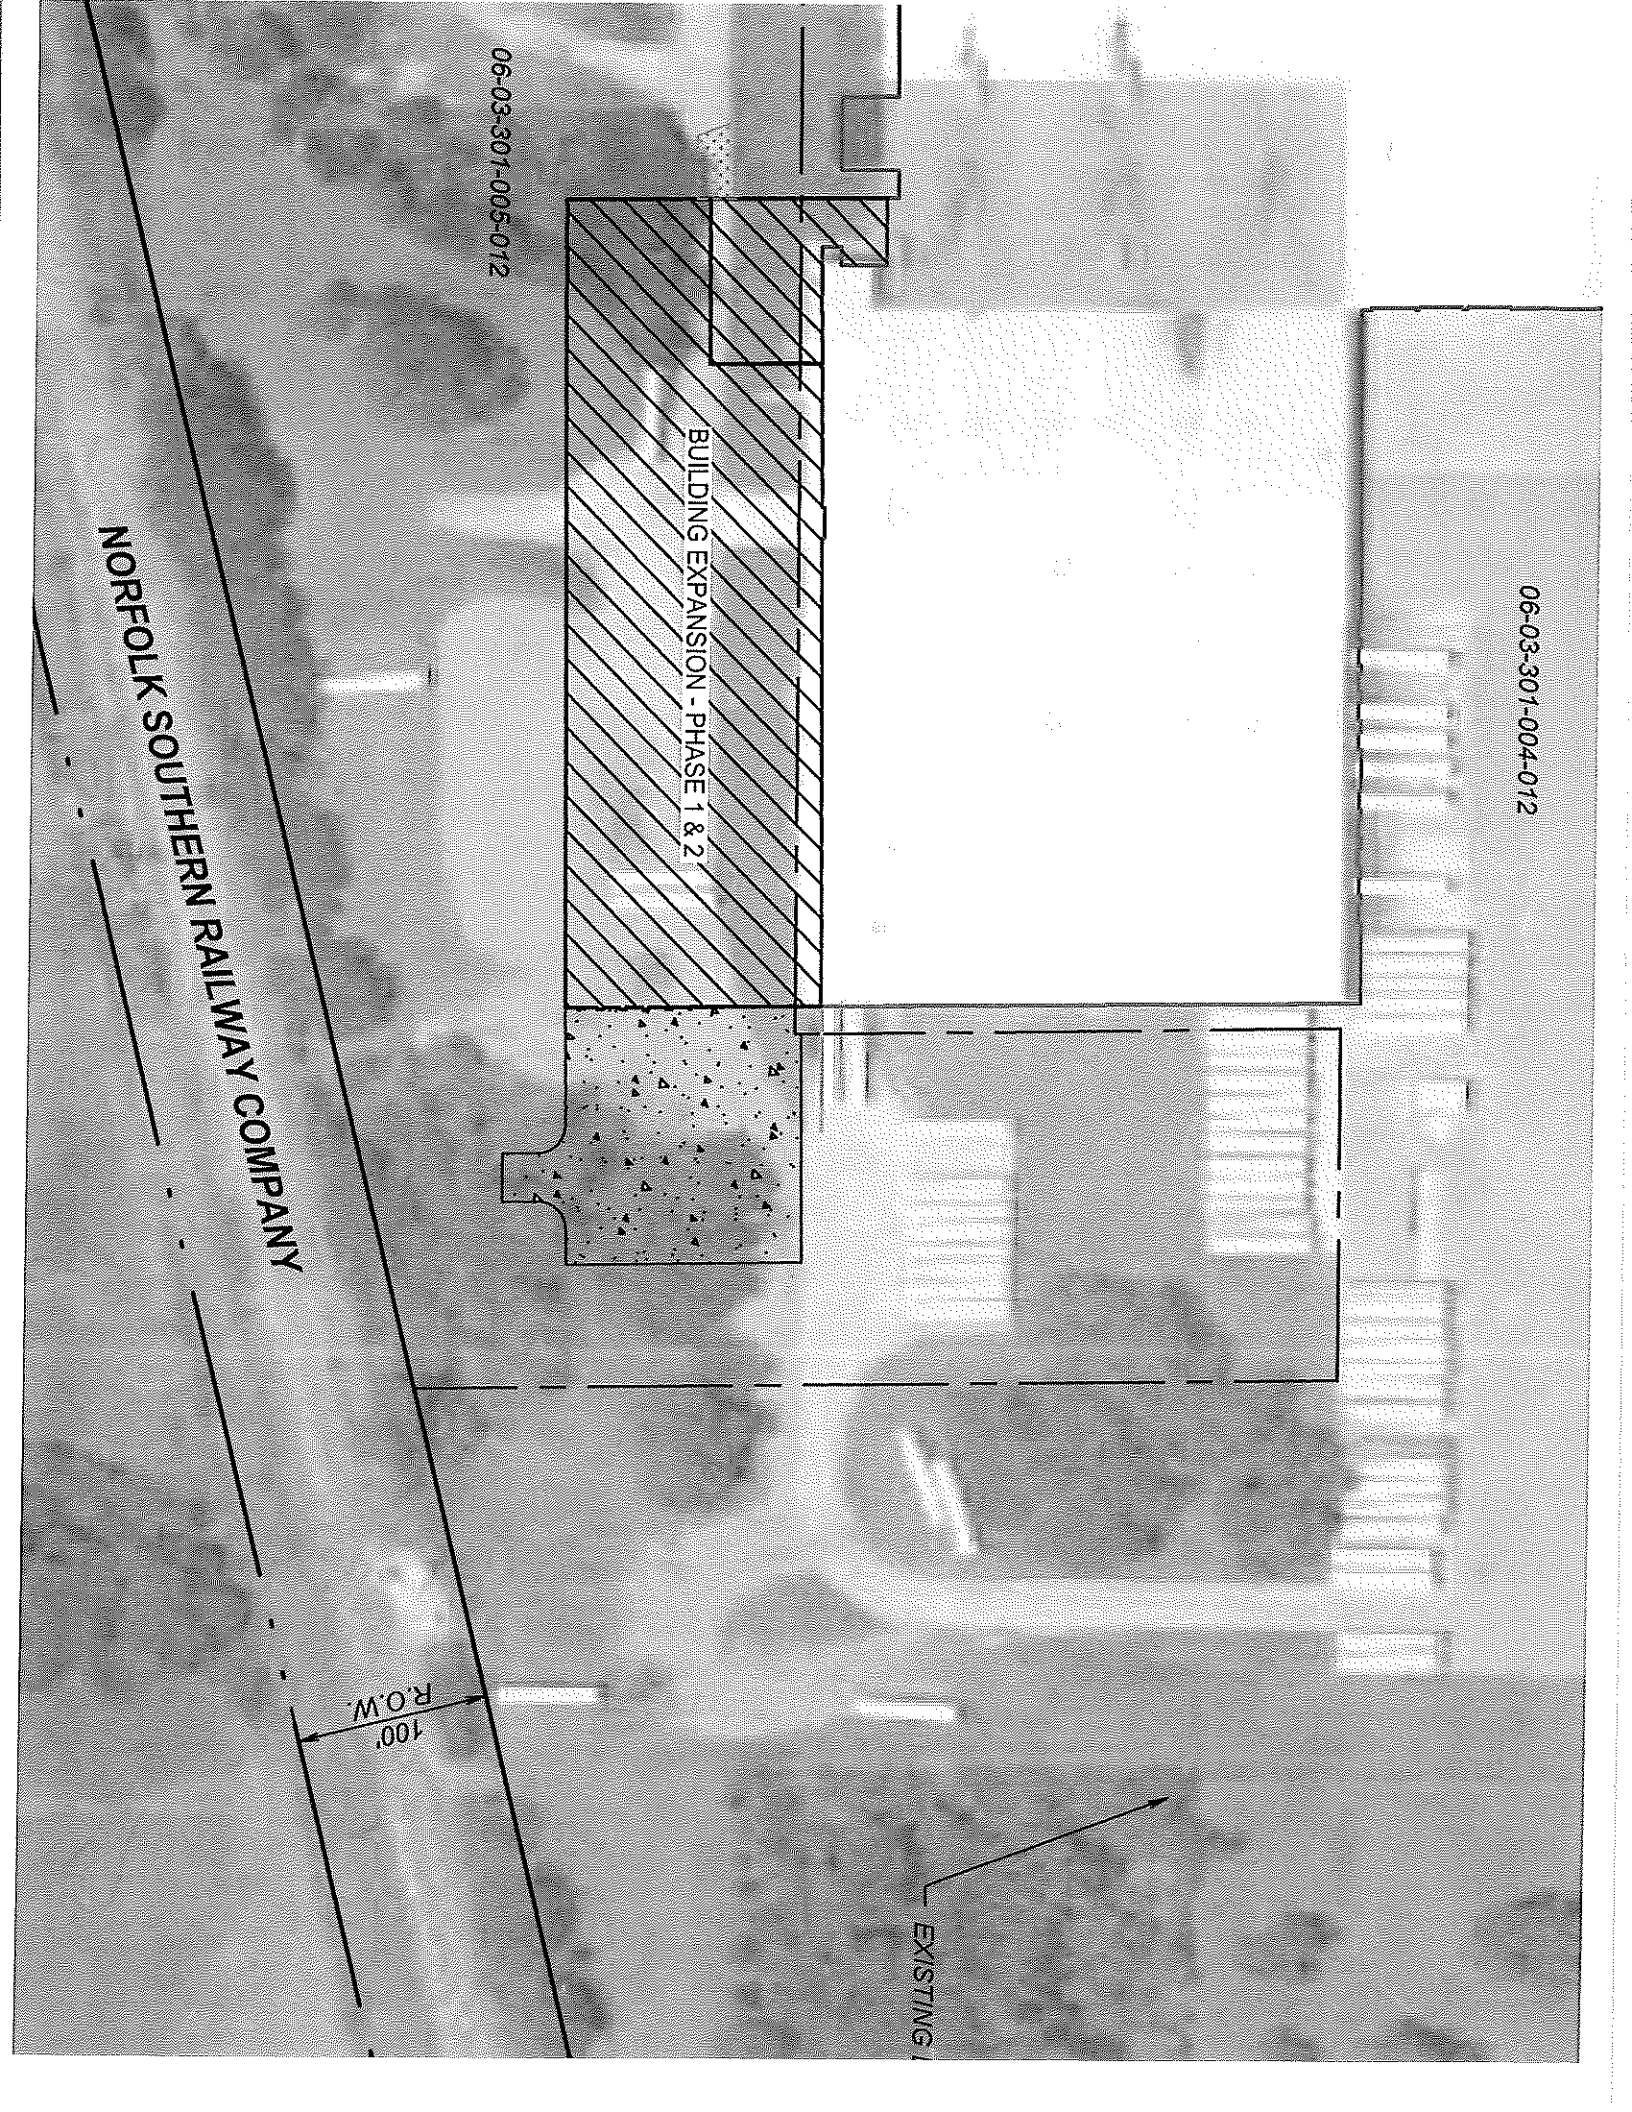 06-03-301-004-012
06-03-301-005-012
BUILDING EXPANSION - PHASE 1 & 2
NORFOLK SOUTHERN RAILWAY COMPANY
100'
R.O.W.
EXISTING